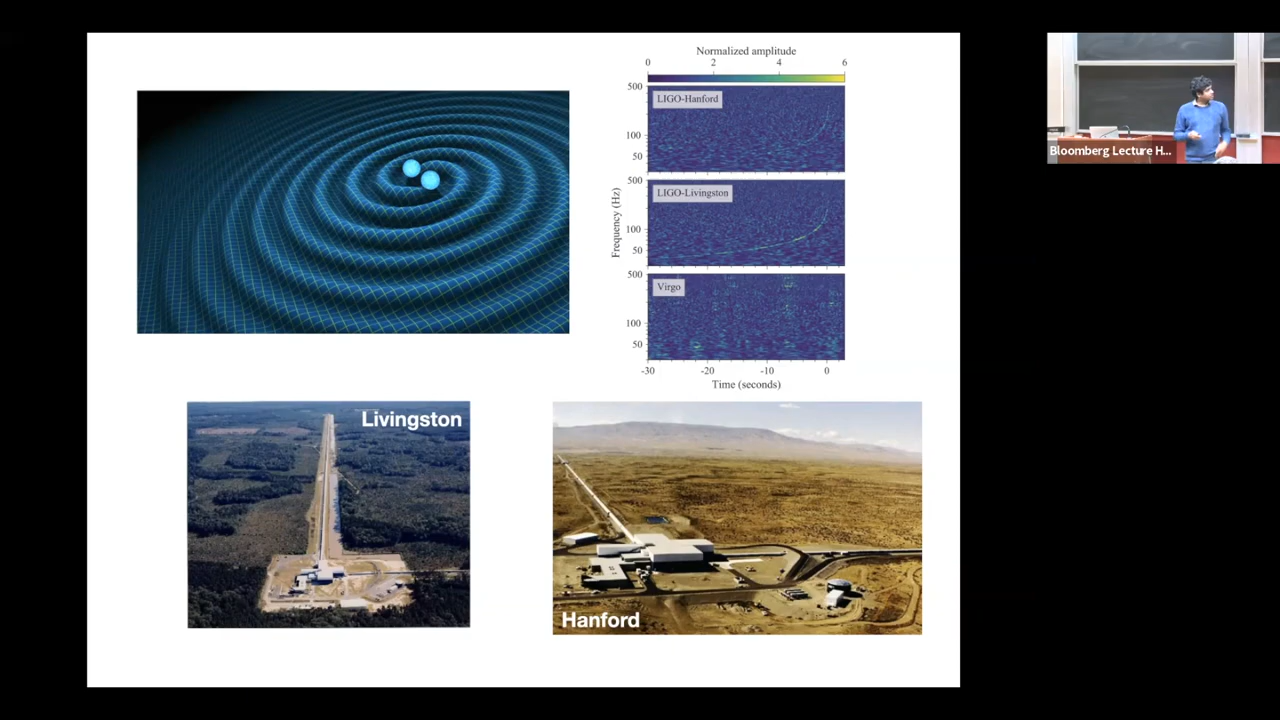 Normalized amplitude
0 2 4 6
500
LIGO-Hanford
100
50
500
LIGO-Livingston
100
50
Frequency (Hz)
500
Virgo
100
50
-30 -20 -10 0
Time (seconds)
Livingston
Hanford
Bloomberg Lecture H...